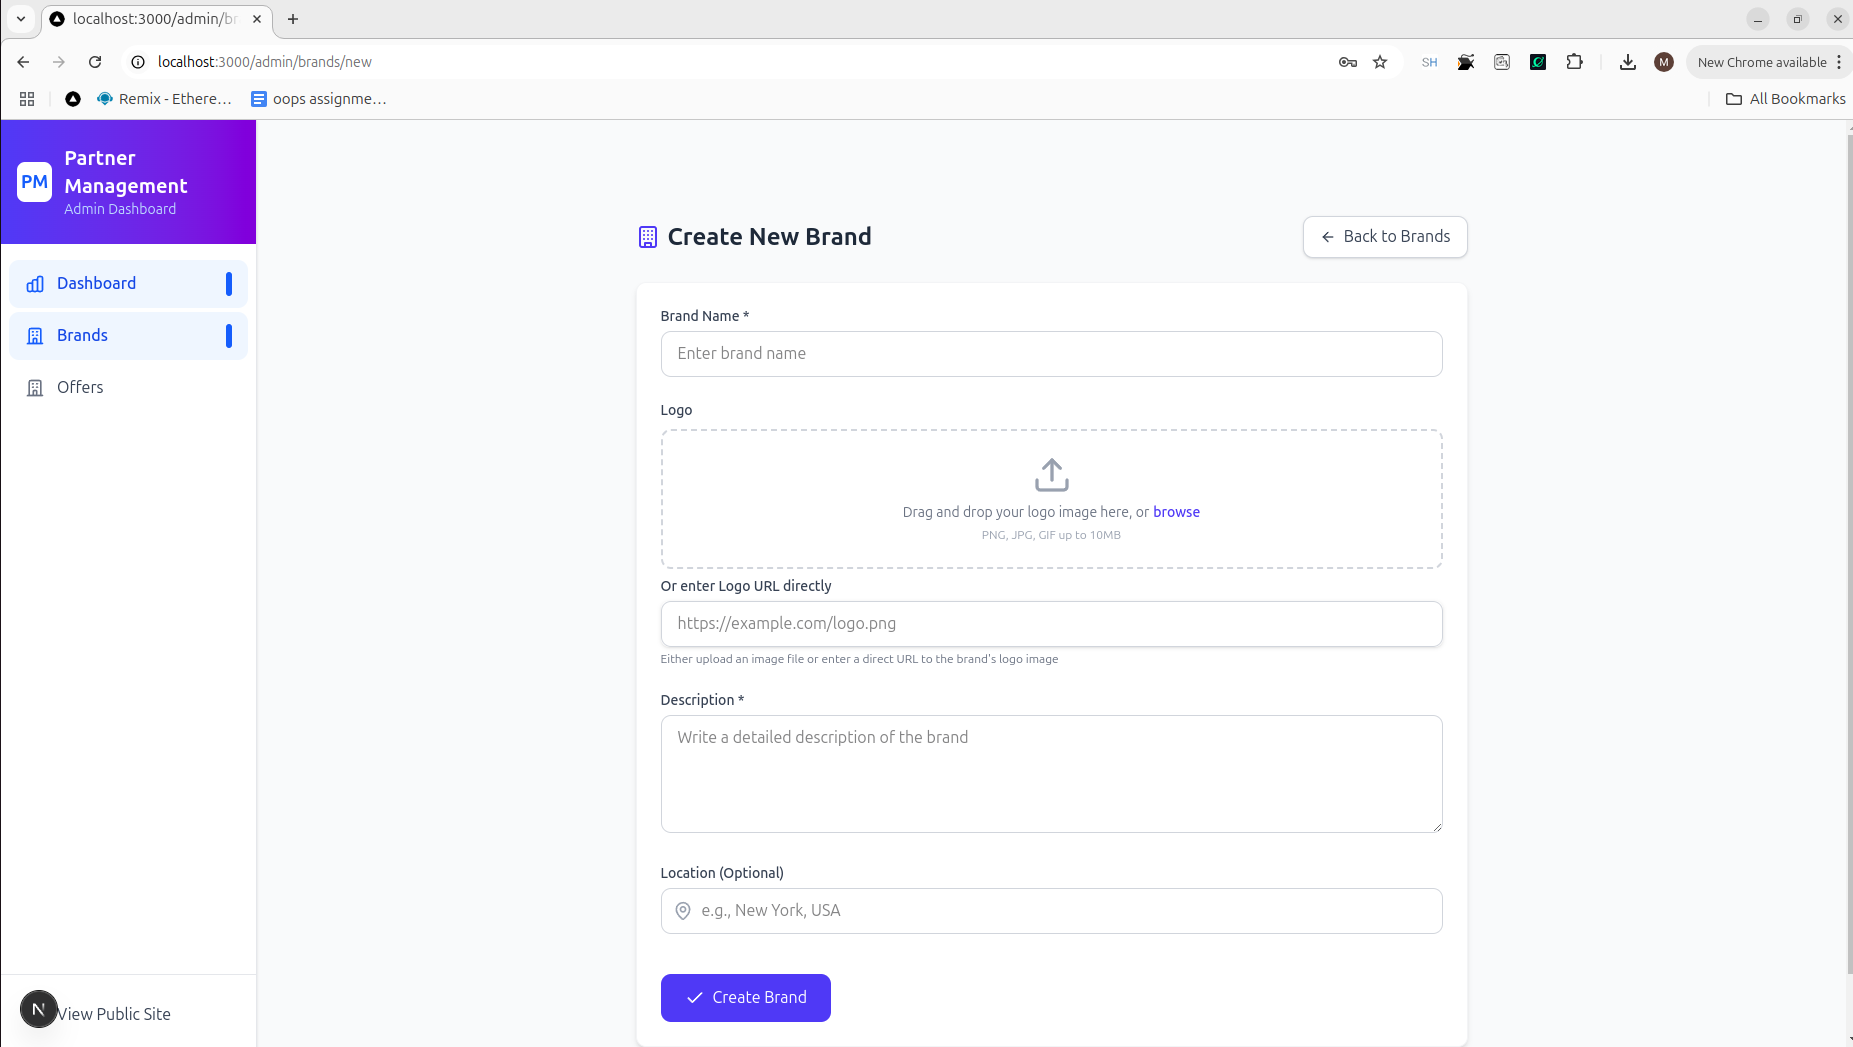 localhost:3000/admin/br
localhost:3000/admin/brands/new
SH
M
New Chrome available
Remix - Ethere...
oops assignme...
All Bookmarks
PM
Partner
Management
Admin Dashboard
Dashboard
Brands
Offers
N
View Public Site
Create New Brand
Back to Brands
Brand Name *
Enter brand name
Logo
Drag and drop your logo image here, or browse
PNG, JPG, GIF up to 10MB
Or enter Logo URL directly
https://example.com/logo.png
Either upload an image file or enter a direct URL to the brand's logo image
Description *
Write a detailed description of the brand
Location (Optional)
e.g., New York, USA
Create Brand